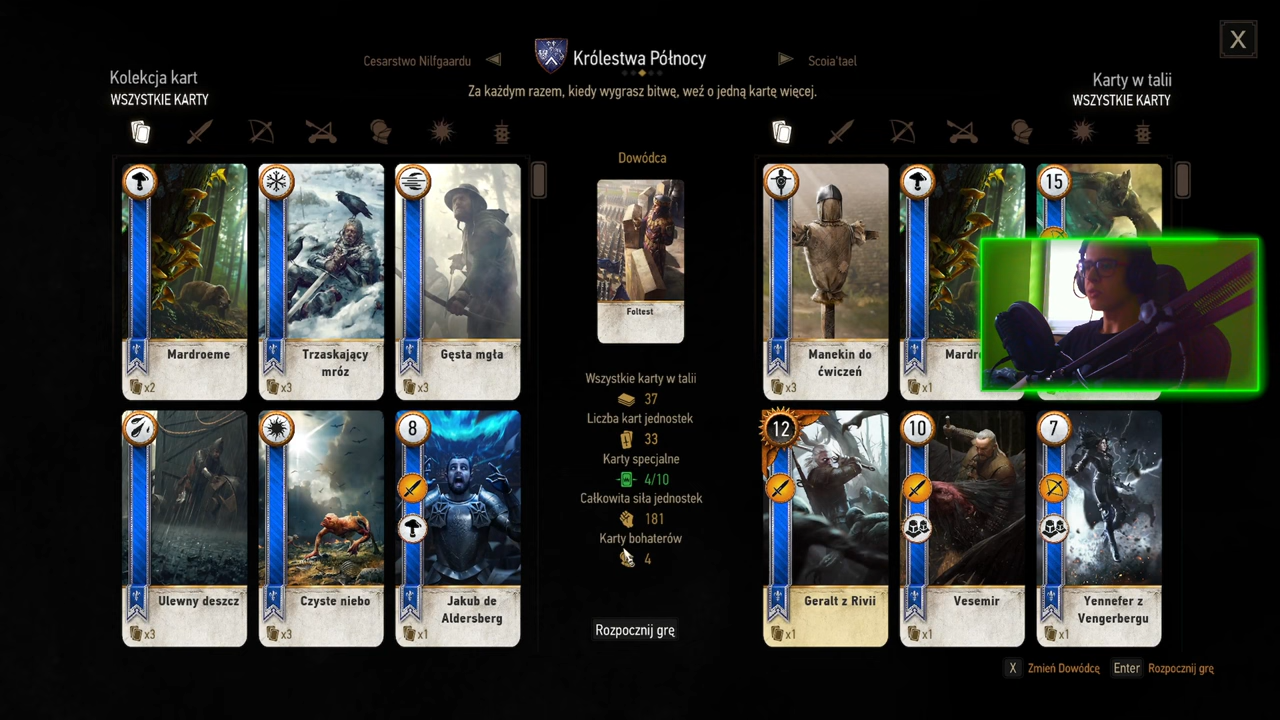 Kolekcja kart
WSZYSTKIE KARTY
Cesarstwo Nilfgaardu
Królestwa Północy
Scoia'tael
Za każdym razem, kiedy wygrasz bitwę, weź o jedną kartę więcej.
Karty w talii
WSZYSTKIE KARTY
X
Mardroeme
x2
Trzaskający
mróz
x3
Gęsta mgła
x3
8
Ulewny deszcz
x3
Czyste niebo
x3
Jakub de
Aldersberg
x1
Dowódca
Foltest
Wszystkie karty w talii
37
Liczba kart jednostek
33
Karty specjalne
4/10
Całkowita siła jednostek
181
Karty bohaterów
4
Rozpocznij grę
15
Manekin do
ćwiczeń
x3
x1
12
Geralt z Rivii
x1
10
Vesemir
x1
7
Yennefer z
Vengerbergu
x1
X Zmień Dowódcę Enter Rozpocznij grę